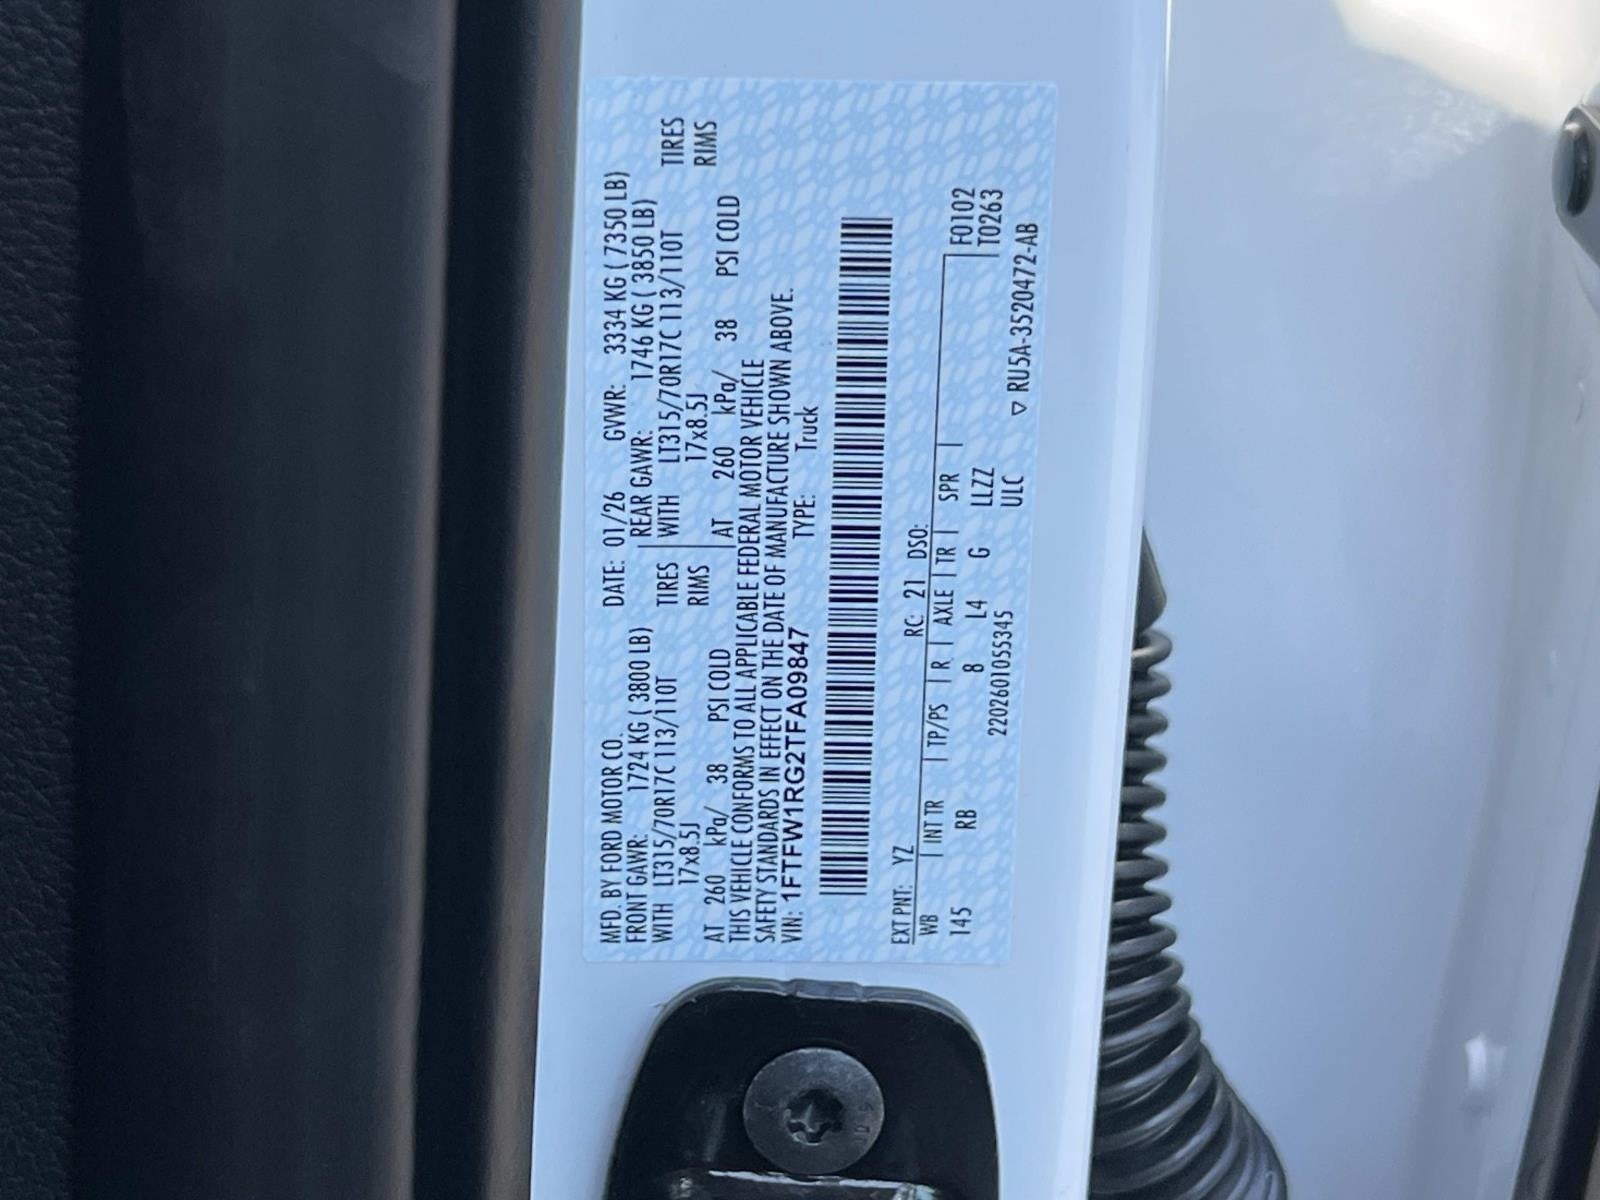 MFD. BY FORD MOTOR CO. DATE: 01/26 GVWR: 3334 KG ( 7350 LB)
FRONT GAWR: 1724 KG ( 3800 LB) REAR GAWR: 1746 KG ( 3850 LB)
WITH LT315/70R17C 113/110T TIRES WITH LT315/70R17C 113/110T TIRES
17x8.5J RIMS 17x8.5J RIMS
AT 260 kPa/ 38 PSI COLD AT 260 kPa/ 38 PSI COLD
THIS VEHICLE CONFORMS TO ALL APPLICABLE FEDERAL MOTOR VEHICLE
SAFETY STANDARDS IN EFFECT ON THE DATE OF MANUFACTURE SHOWN ABOVE.
VIN: 1FTFW1RG2TFA09847 TYPE: Truck
EXT PNT: YZ RC: 21 DSO:
WB INT TR TP/PS R AXLE TR SPR F0102
145 RB 8 L4 G LLZZ T0263
2202601055345 ULC
▽ RU5A-3520472-AB